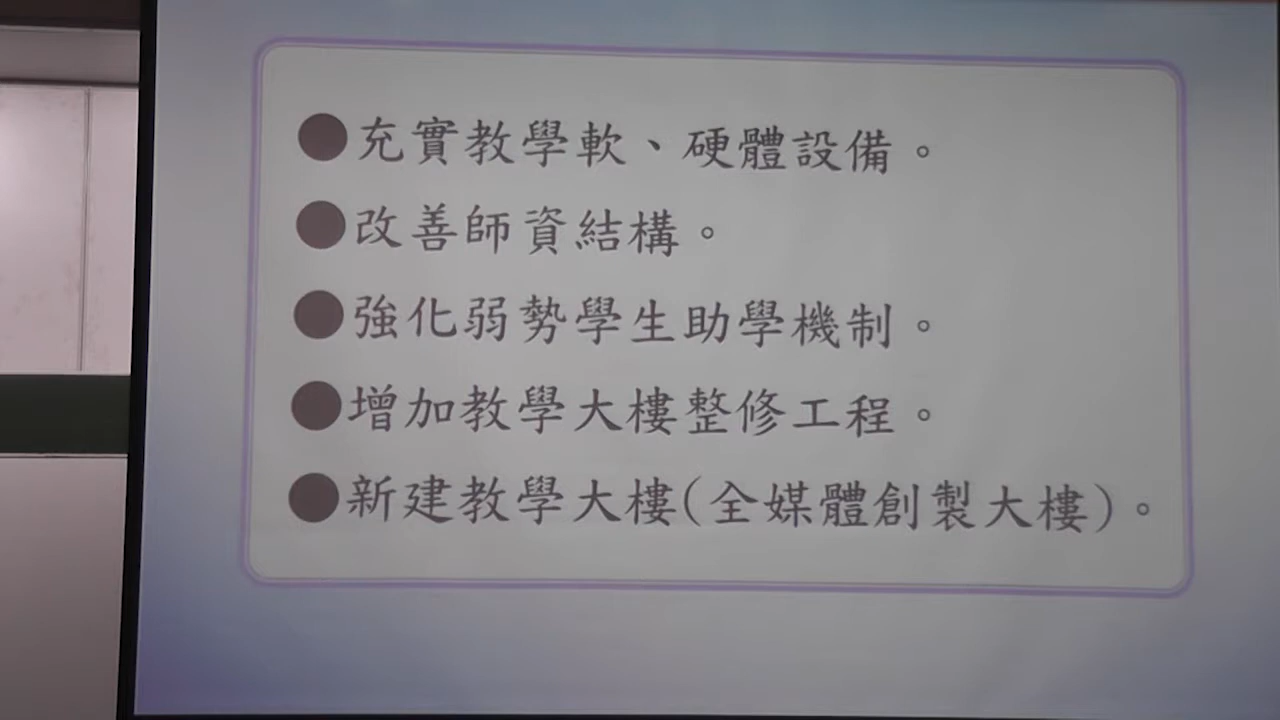 ●充實教學軟、硬體設備。
●改善師資結構。
●強化弱勢學生助學機制。
●增加教學大樓整修工程。
●新建教學大樓(全媒體創製大樓)。